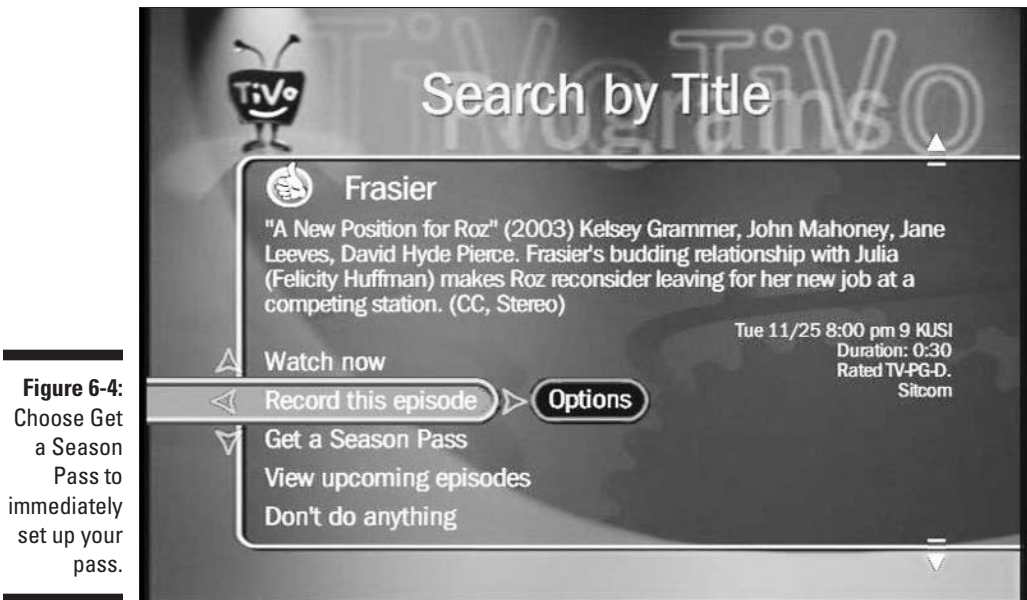 TiVo
TiVo TiVo
Programs
Search by Title
Frasier
"A New Position for Roz" (2003) Kelsey Grammer, John Mahoney, Jane
Leeves, David Hyde Pierce. Frasier's budding relationship with Julia
(Felicity Huffman) makes Roz reconsider leaving for her new job at a
competing station. (CC, Stereo)
Tue 11/25 8:00 pm 9 KUSI
Duration: 0:30
Rated TV-PG-D.
Sitcom
Watch now
Record this episode Options
Get a Season Pass
View upcoming episodes
Don't do anything
Figure 6-4:
Choose Get
a Season
Pass to
immediately
set up your
pass.